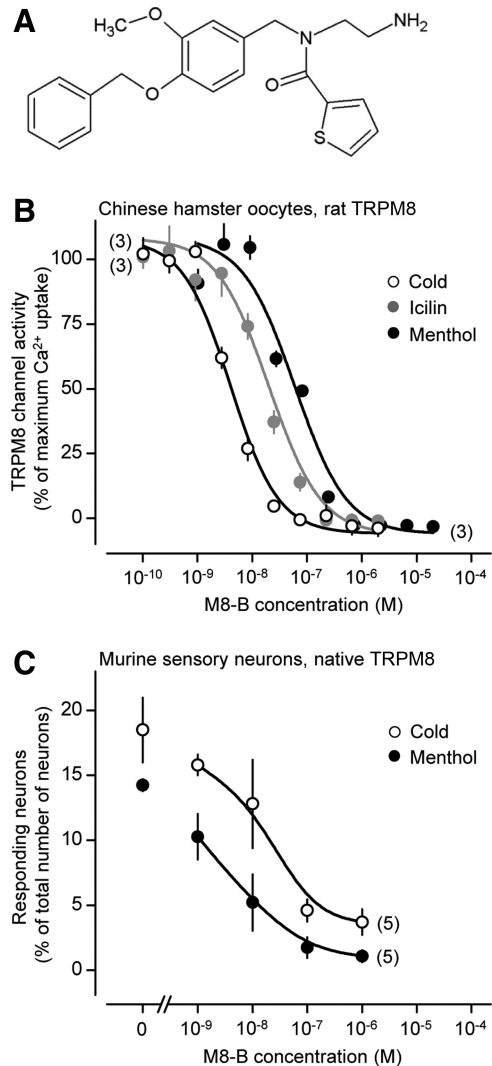 A
H₃C
O
N
NH₂
O
O
S
B
Chinese hamster oocytes, rat TRPM8
TRPM8 channel activity
(% of maximum Ca²⁺ uptake)
100
75
50
25
0
(3)
(3)
Cold
Icilin
Menthol
(3)
10⁻¹⁰ 10⁻⁹ 10⁻⁸ 10⁻⁷ 10⁻⁶ 10⁻⁵ 10⁻⁴
M8-B concentration (M)
C
Murine sensory neurons, native TRPM8
Responding neurons
(% of total number of neurons)
20
15
10
5
0
Cold
Menthol
(5)
(5)
0 10⁻⁹ 10⁻⁸ 10⁻⁷ 10⁻⁶ 10⁻⁵ 10⁻⁴
M8-B concentration (M)